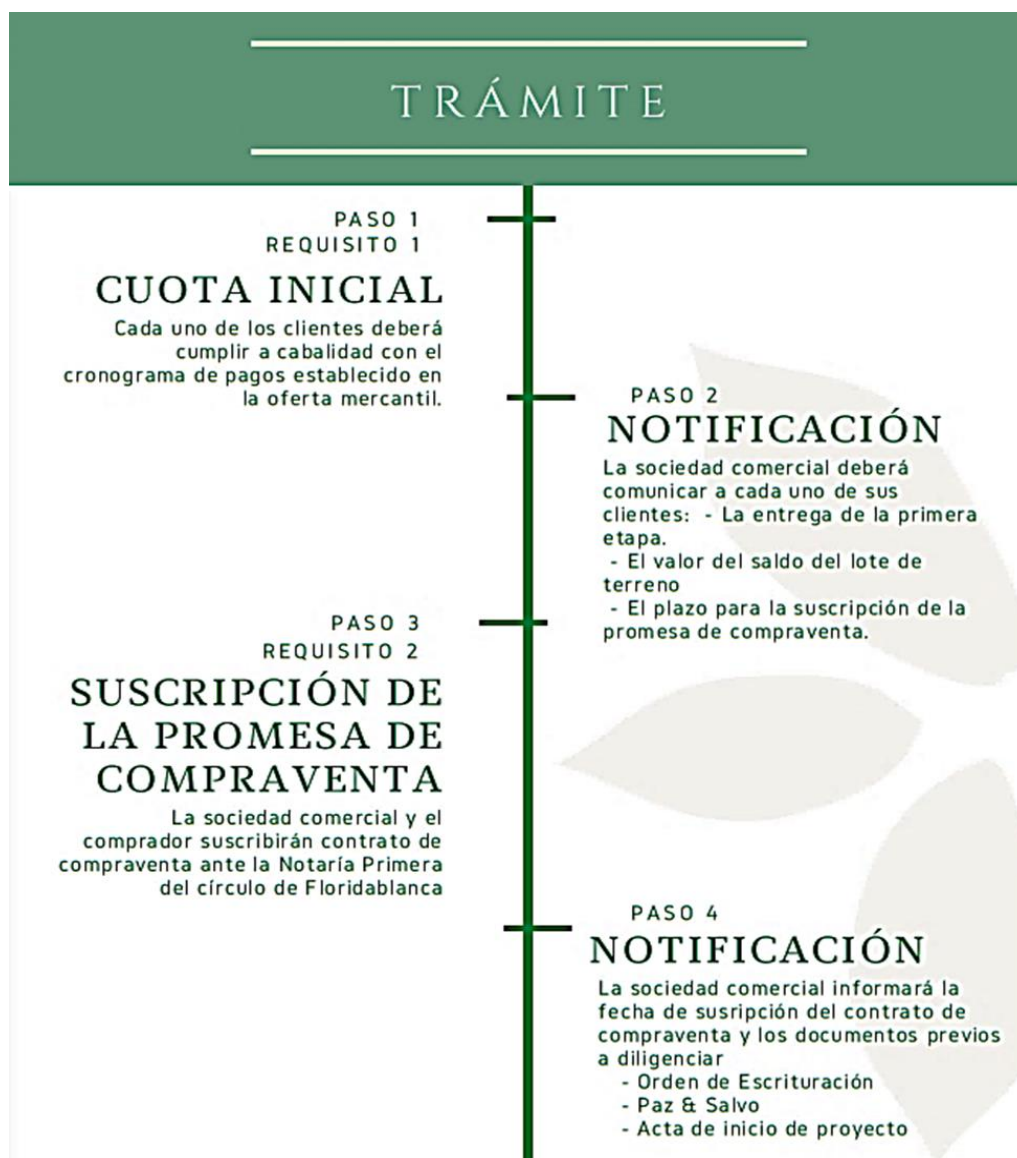 TRÁMITE
PASO 1
REQUISITO 1
CUOTA INICIAL
Cada uno de los clientes deberá
cumplir a cabalidad con el
cronograma de pagos establecido en
la oferta mercantil.
PASO 2
NOTIFICACIÓN
La sociedad comercial deberá
comunicar a cada uno de sus
clientes: - La entrega de la primera
etapa.
- El valor del saldo del lote de
terreno
- El plazo para la suscripción de la
promesa de compraventa.
PASO 3
REQUISITO 2
SUSCRIPCIÓN DE
LA PROMESA DE
COMPRAVENTA
La sociedad comercial y el
comprador suscribirán contrato de
compraventa ante la Notaría Primera
del círculo de Floridablanca
PASO 4
NOTIFICACIÓN
La sociedad comercial informará la
fecha de susripción del contrato de
compraventa y los documentos previos
a diligenciar
- Orden de Escrituración
- Paz & Salvo
- Acta de inicio de proyecto